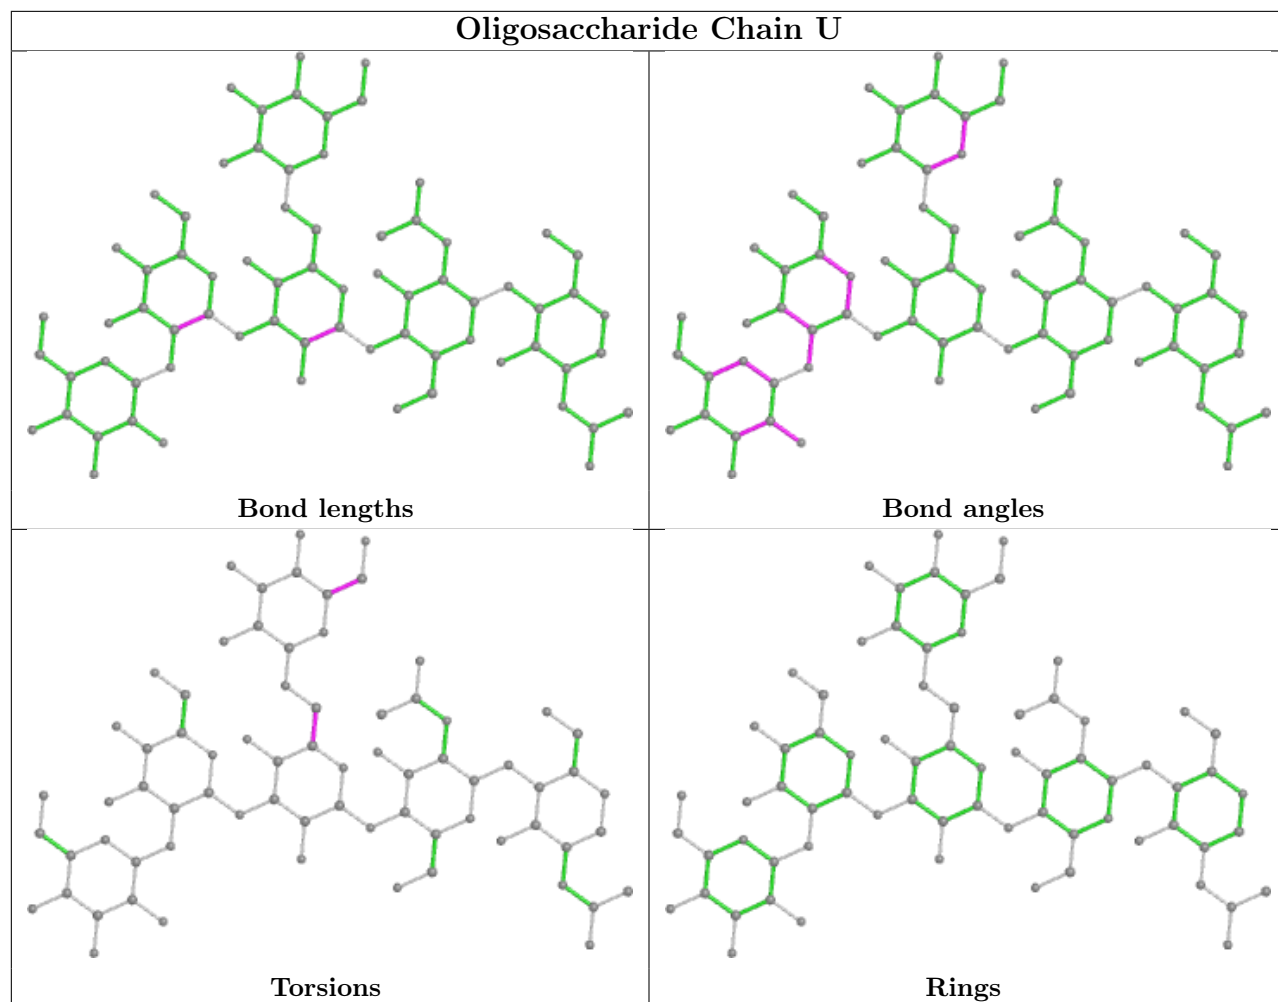 Oligosaccharide Chain U
Bond lengths
Bond angles
Torsions
Rings